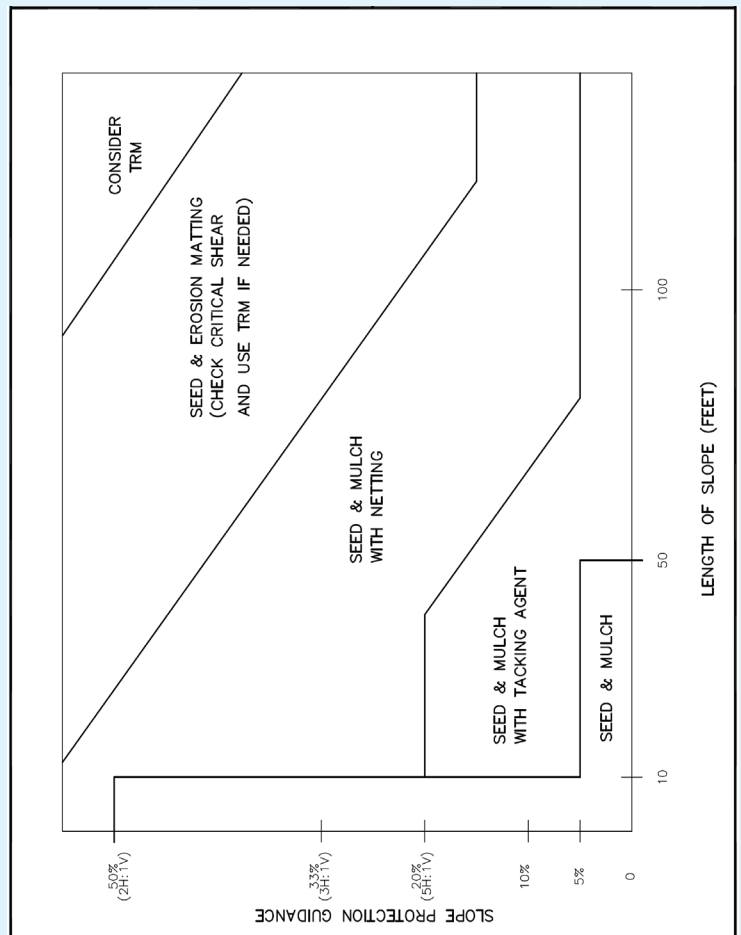 CONSIDER
TRM
SEED & EROSION MATTING
(CHECK CRITICAL SHEAR
AND USE TRM IF NEEDED)
SEED & MULCH
WITH NETTING
SEED & MULCH
WITH TACKING AGENT
SEED & MULCH
50%
(2H:1V)
33%
(3H:1V)
20%
(5H:1V)
10%
5%
0
10
50
100
LENGTH OF SLOPE (FEET)
SLOPE PROTECTION GUIDANCE